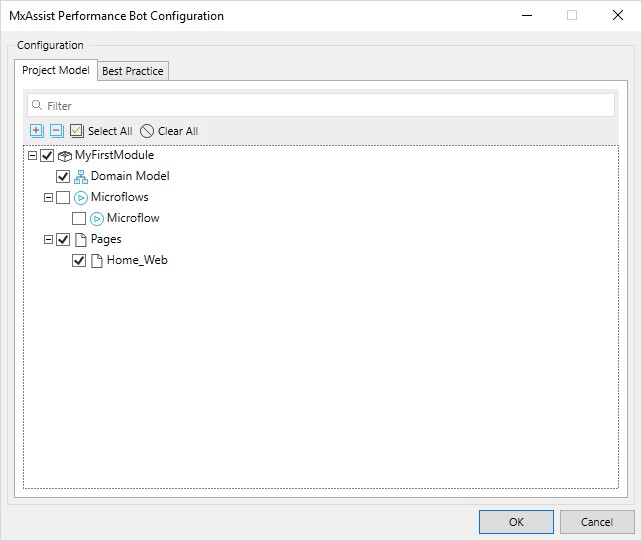 MxAssist Performance Bot Configuration
Configuration
Project Model Best Practice
Filter
Select All Clear All
MyFirstModule
Domain Model
Microflows
Microflow
Pages
Home_Web
OK Cancel